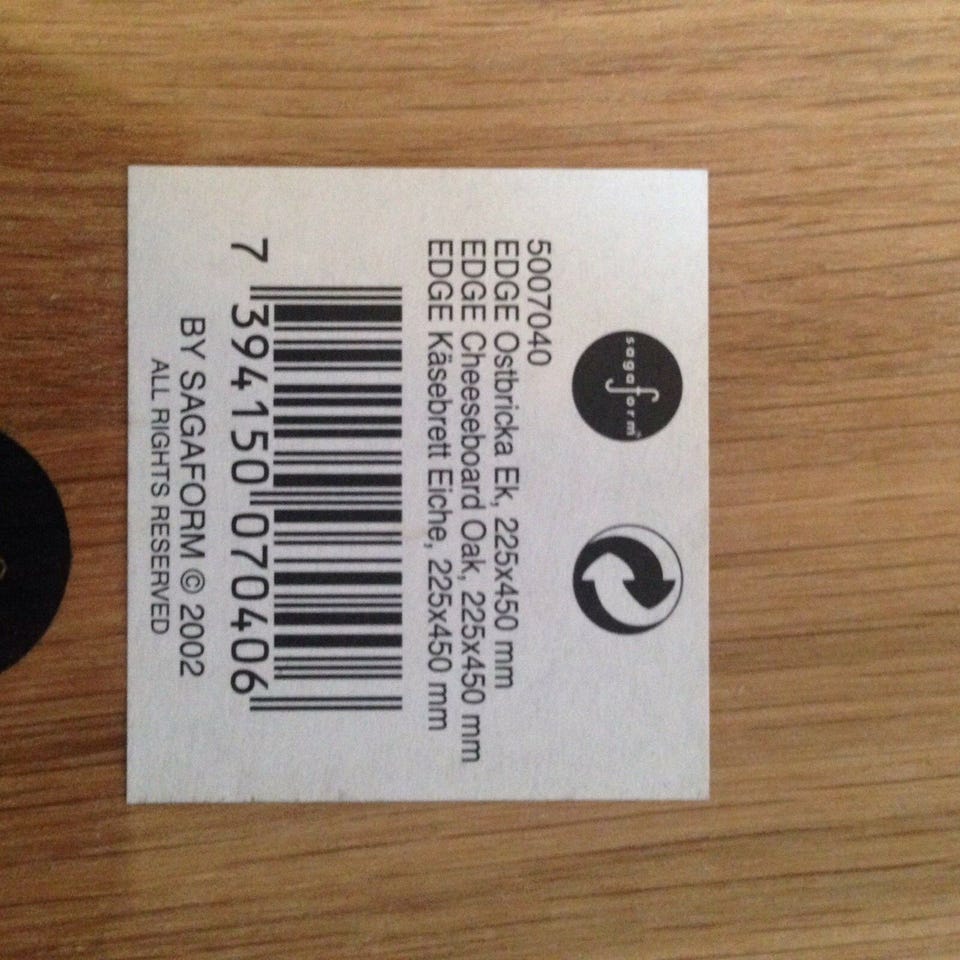 sagaform
5007040
EDGE Ostbricka Ek, 225x450 mm
EDGE Cheeseboard Oak, 225x450 mm
EDGE Käsebrett Eiche, 225x450 mm
7 394150 070406
BY SAGAFORM © 2002
ALL RIGHTS RESERVED